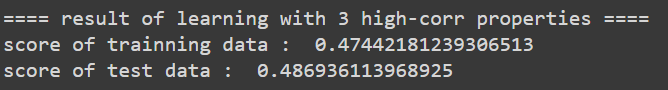 ==== result of learning with 3 high-corr properties ====
score of trainning data :  0.47442181239306513
score of test data :  0.486936113968925